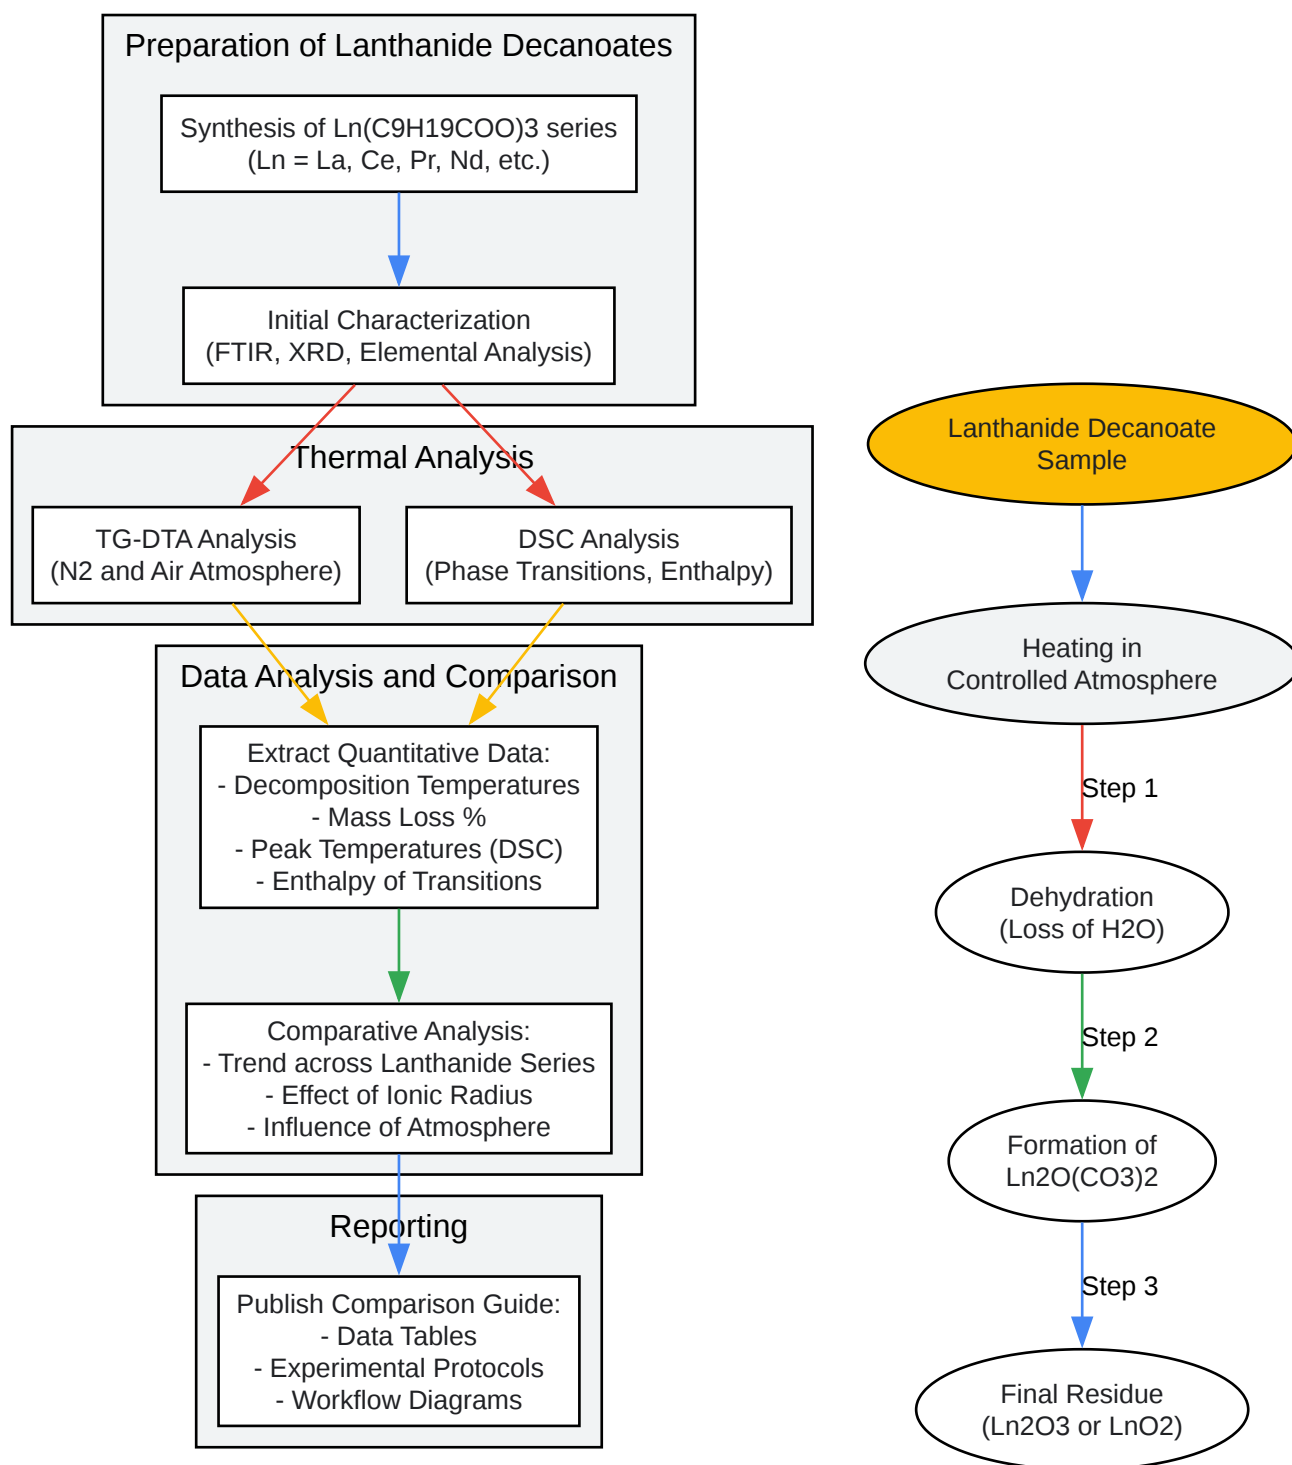 Preparation of Lanthanide Decanoates
Synthesis of Ln(C9H19COO)3 series
(Ln = La, Ce, Pr, Nd, etc.)
Initial Characterization
(FTIR, XRD, Elemental Analysis)
Thermal Analysis
TG-DTA Analysis
(N2 and Air Atmosphere)
DSC Analysis
(Phase Transitions, Enthalpy)
Data Analysis and Comparison
Extract Quantitative Data:
- Decomposition Temperatures
- Mass Loss %
- Peak Temperatures (DSC)
- Enthalpy of Transitions
Comparative Analysis:
- Trend across Lanthanide Series
- Effect of Ionic Radius
- Influence of Atmosphere
Reporting
Publish Comparison Guide:
- Data Tables
- Experimental Protocols
- Workflow Diagrams
Lanthanide Decanoate
Sample
Heating in
Controlled Atmosphere
Step 1
Dehydration
(Loss of H2O)
Step 2
Formation of
Ln2O(CO3)2
Step 3
Final Residue
(Ln2O3 or LnO2)